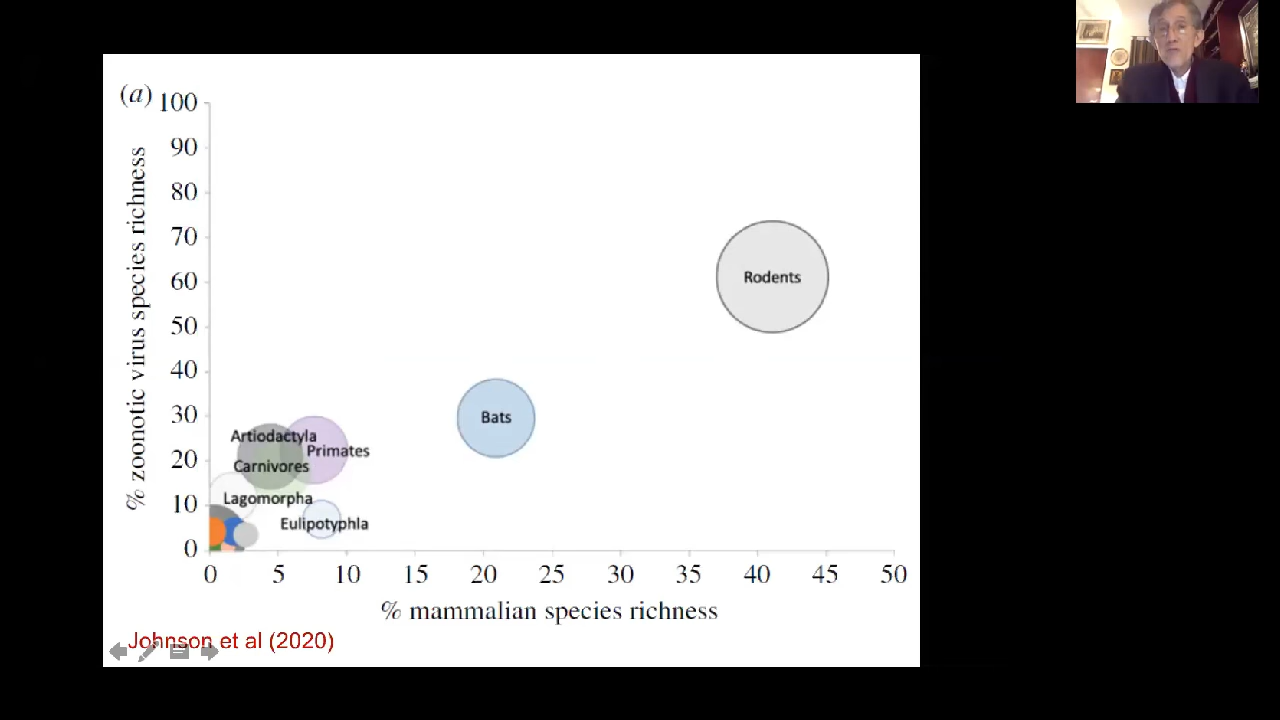 (a)
% zoonotic virus species richness
100
90
80
70
60
50
40
30
20
10
0
Rodents
Bats
Artiodactyla
Primates
Carnivores
Lagomorpha
Eulipotyphla
0 5 10 15 20 25 30 35 40 45 50
% mammalian species richness
Johnson et al (2020)